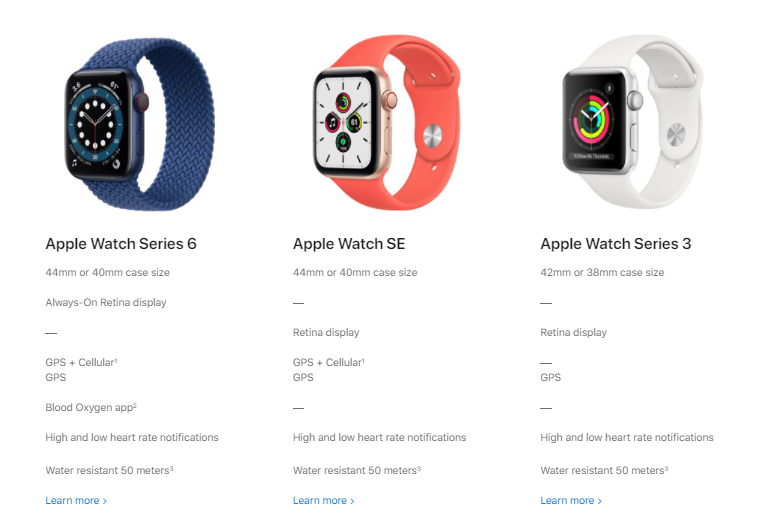 Apple Watch Series 6
44mm or 40mm case size
Always-On Retina display
—
GPS + Cellular¹
GPS
Blood Oxygen app²
High and low heart rate notifications
Water resistant 50 meters³
Learn more >
Apple Watch SE
44mm or 40mm case size
—
Retina display
GPS + Cellular¹
GPS
—
High and low heart rate notifications
Water resistant 50 meters³
Learn more >
Apple Watch Series 3
42mm or 38mm case size
—
Retina display
—
GPS
—
High and low heart rate notifications
Water resistant 50 meters³
Learn more >